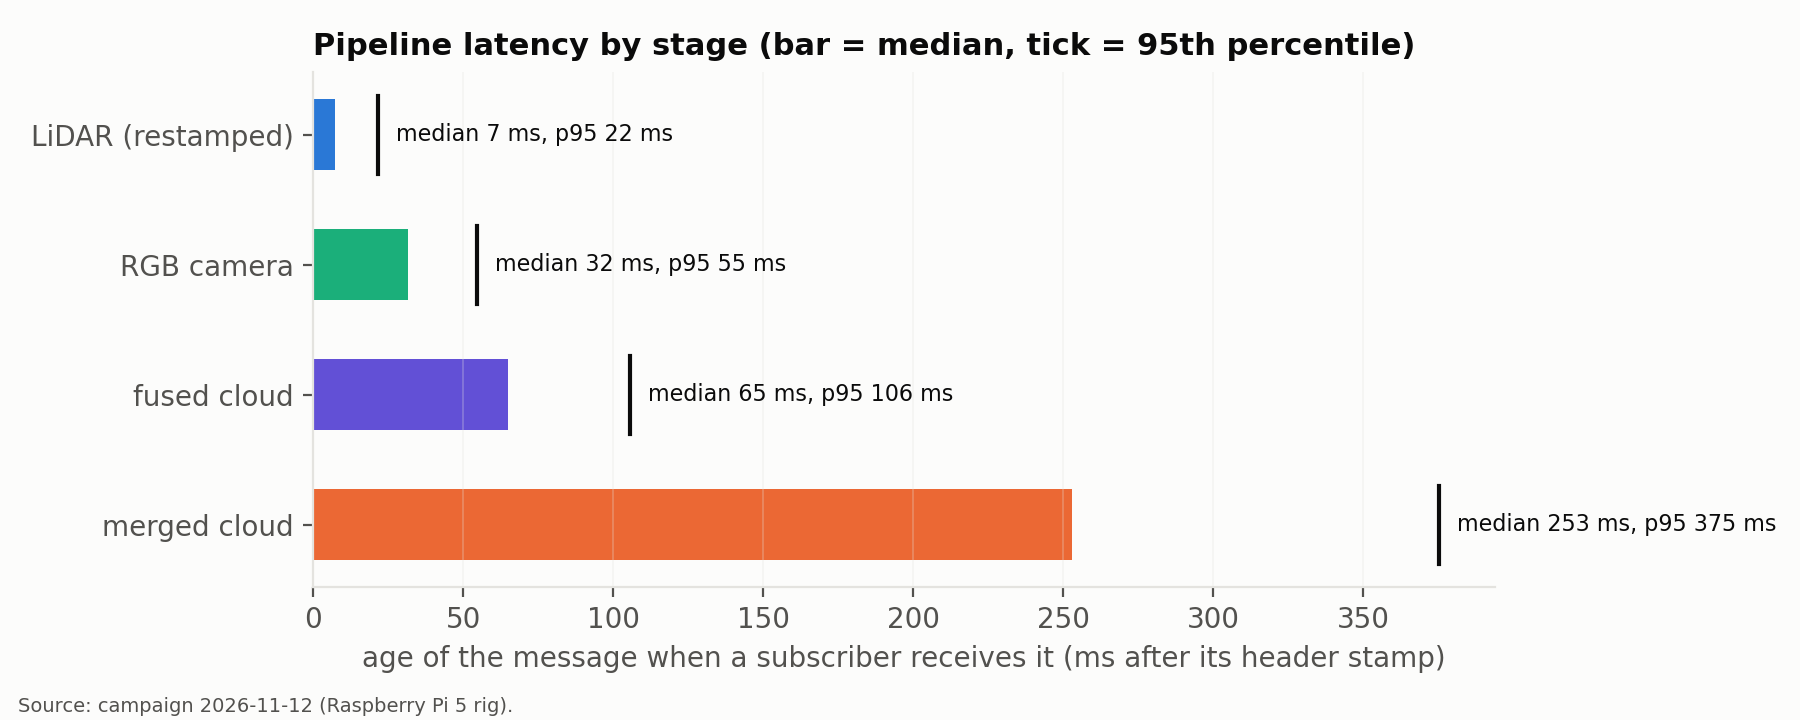 Pipeline latency by stage (bar = median, tick = 95th percentile)
LiDAR (restamped)
median 7 ms, p95 22 ms
RGB camera
median 32 ms, p95 55 ms
fused cloud
median 65 ms, p95 106 ms
merged cloud
median 253 ms, p95 375 ms
0 50 100 150 200 250 300 350
age of the message when a subscriber receives it (ms after its header stamp)
Source: campaign 2026-11-12 (Raspberry Pi 5 rig).